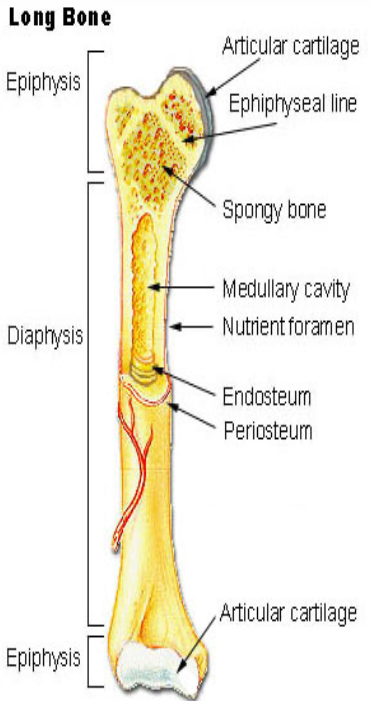 Long Bone
Articular cartilage
Epiphysis
Ephiphyseal line
Spongy bone
Medullary cavity
Nutrient foramen
Diaphysis
Endosteum
Periosteum
Articular cartilage
Epiphysis